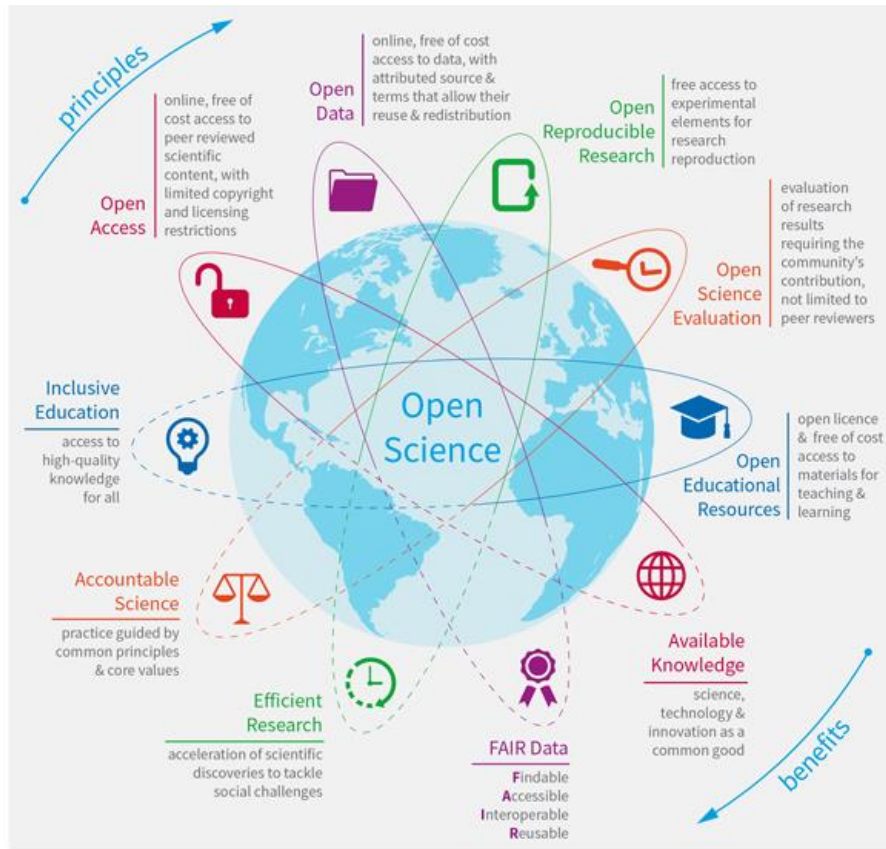 principles
online, free of
cost access to
peer reviewed
scientific
content, with
limited copyright
and licensing
restrictions
Open
Access
online, free of cost
access to data, with
attributed source &
terms that allow their
reuse & redistribution
Open
Data
free access to
experimental
elements for
research
reproduction
Open
Reproducible
Research
evaluation
of research
results
requiring the
community's
contribution,
not limited to
peer reviewers
Open
Science
Evaluation
Open
Science
open licence
& free of cost
access to
materials for
teaching &
learning
Open
Educational
Resources
Inclusive
Education
access to
high-quality
knowledge
for all
Accountable
Science
practice guided by
common principles
& core values
Efficient
Research
acceleration of scientific
discoveries to tackle
social challenges
FAIR Data
Findable
Accessible
Interoperable
Reusable
Available
Knowledge
science,
technology &
innovation as a
common good
benefits